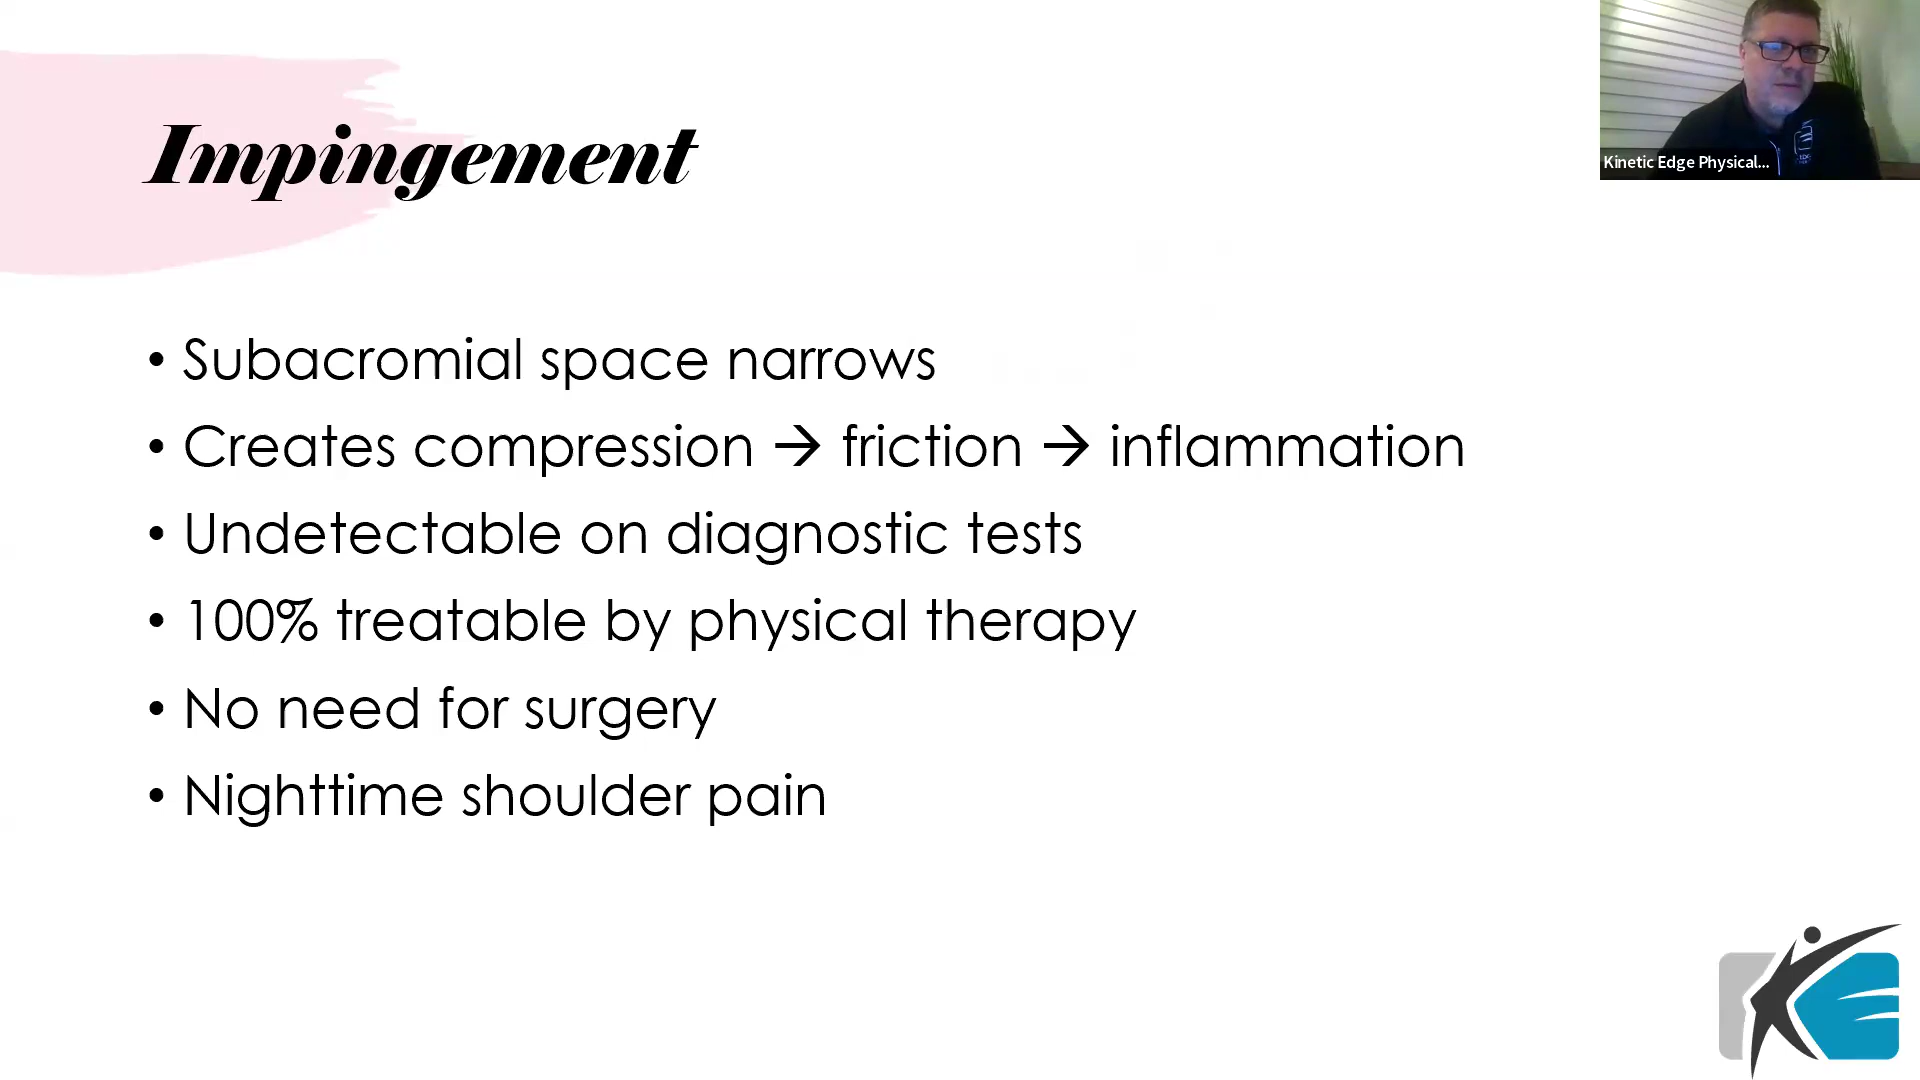 Impingement
Kinetic Edge Physical...
• Subacromial space narrows
• Creates compression → friction → inflammation
• Undetectable on diagnostic tests
• 100% treatable by physical therapy
• No need for surgery
• Nighttime shoulder pain